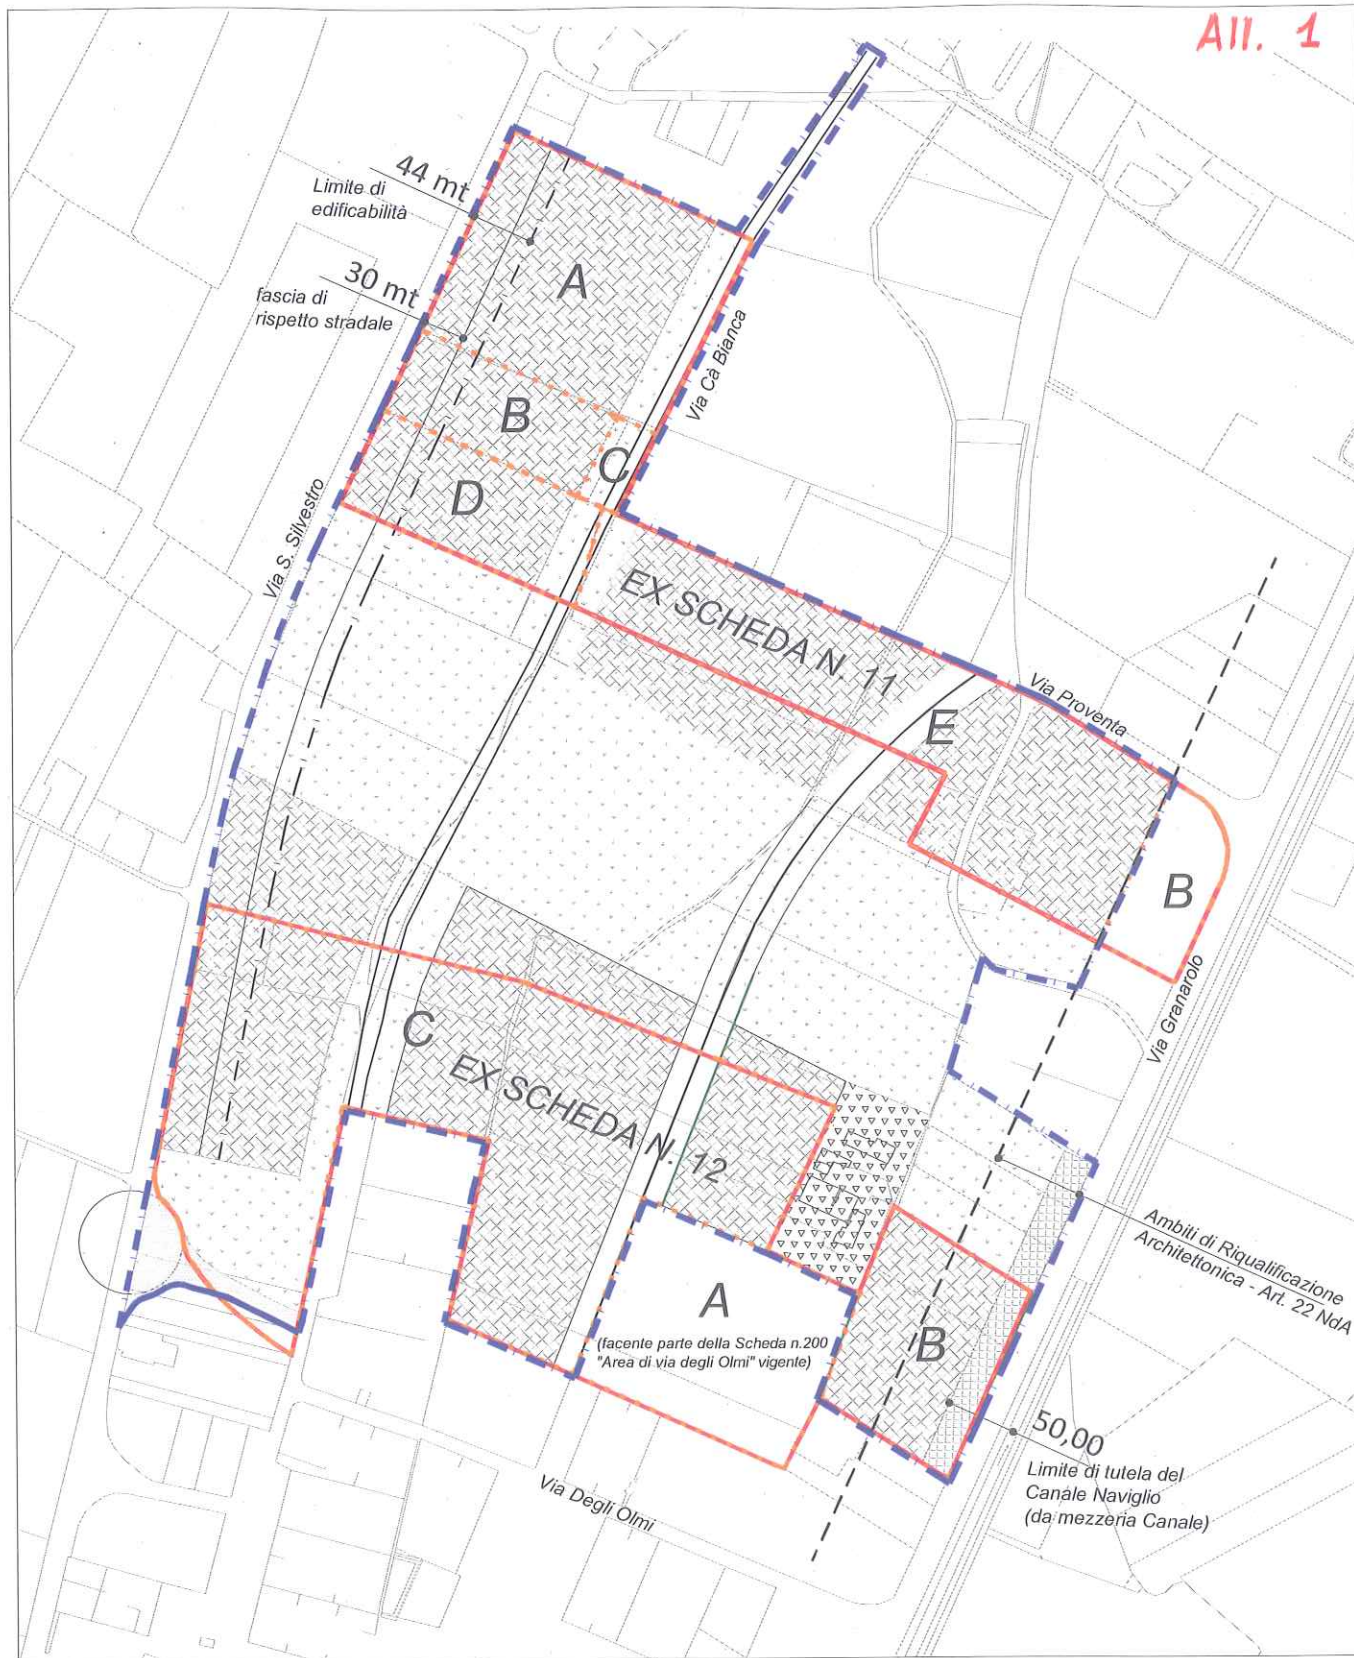 All. 1
44 mt
Limite di
edificabilità
30 mt
fascia di
rispetto stradale
A
Via Cà Bianca
B
C
D
Via S. Silvestro
EX SCHEDA N. 11
E
Via Proventa
B
Via Granarolo
C
EX SCHEDA N. 12
Ambiti di Riqualificazione
Architettonica - Art. 22 NdA
A
(facente parte della Scheda n.200
"Area di via degli Olmi" vigente)
B
50,00
Limite di tutela del
Canale Naviglio
(da mezzeria Canale)
Via Degli Olmi